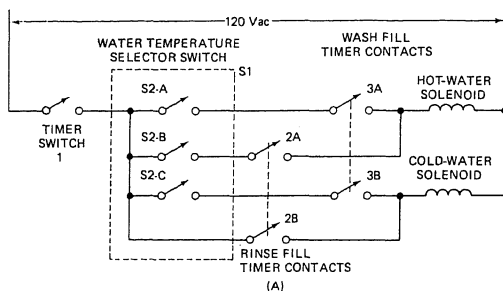 120 Vac
WATER TEMPERATURE
SELECTOR SWITCH
S1
WASH FILL
TIMER CONTACTS
S2-A
3A
HOT-WATER
SOLENOID
TIMER
SWITCH
1
S2-B
2A
S2-C
3B
COLD-WATER
SOLENOID
2B
RINSE FILL
TIMER CONTACTS
(A)